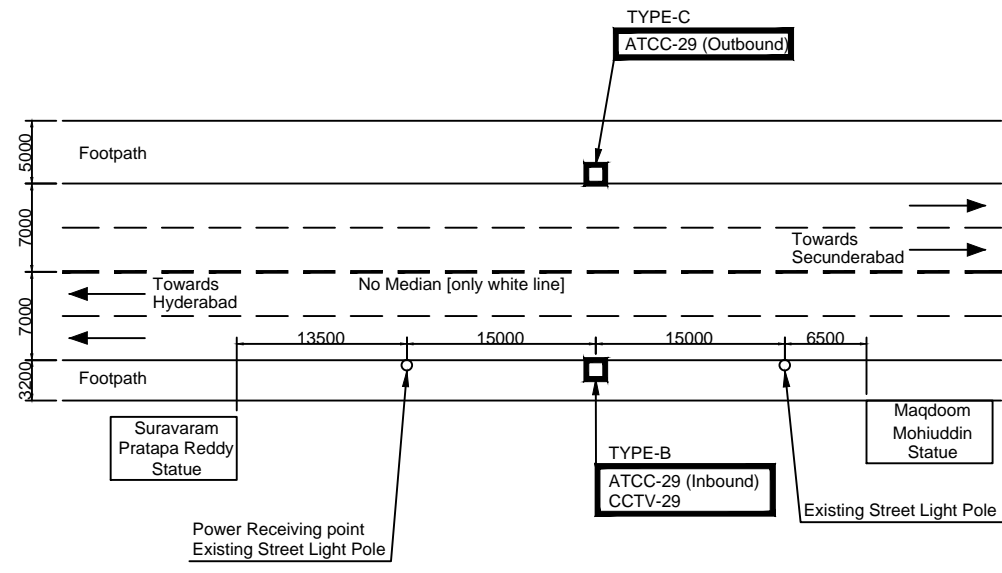 TYPE-C
ATCC-29 (Outbound)
5000
Footpath
7000
Towards
Secunderabad
Towards
Hyderabad
No Median [only white line]
7000
13500
15000
15000
6500
3200
Footpath
Suravaram
Pratapa Reddy
Statue
Maqdoom
Mohiuddin
Statue
TYPE-B
ATCC-29 (Inbound)
CCTV-29
Existing Street Light Pole
Power Receiving point
Existing Street Light Pole